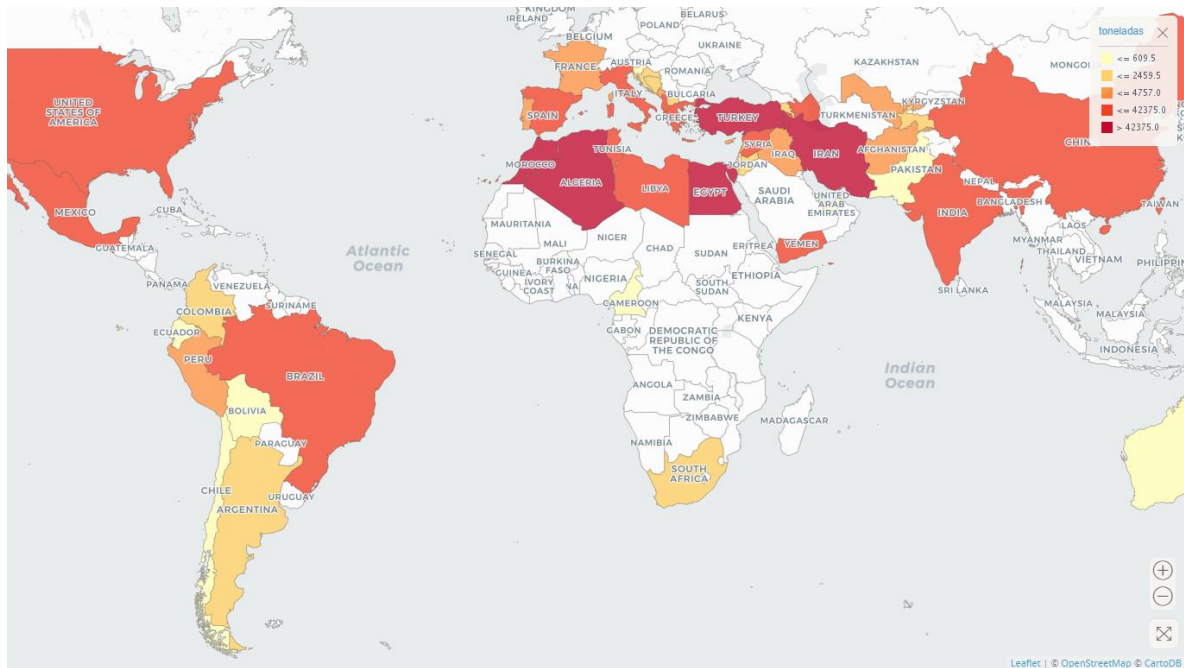 KINGDOM
IRELAND
BELARUS
POLAND
BELGIUM
UKRAINE
toneladas
AUSTRIA
FRANCE
ROMANIA
KAZAKHSTAN
<= 609.5
<= 2459.5
<= 4757.0
<= 42375.0
> 42375.0
ITALY
BULGARIA
UNITED
STATES OF
AMERICA
SPAIN
GREECE
TURKEY
TURKMENISTAN
KYRGYZSTAN
TUNISIA
SYRIA
MOROCCO
IRAQ
IRAN
AFGHANISTAN
JORDAN
PAKISTAN
ALGERIA
LIBYA
EGYPT
NEPAL
SAUDI
ARABIA
UNITED
ARAB
EMIRATES
BANGLADESH
TAIWAN
MEXICO
CUBA
INDIA
LAOS
MYANMAR
THAILAND
VIETNAM
GUATEMALA
MAURITANIA
MALI
NIGER
CHAD
SUDAN
ERITREA
YEMEN
Atlantic
Ocean
SENEGAL
BURKINA
FASO
GUINEA
IVORY
COAST
NIGERIA
SOUTH
SUDAN
ETHIOPIA
SRI LANKA
PANAMA
VENEZUELA
SURINAME
COLOMBIA
CAMEROON
MALAYSIA
MALAYSIA
ECUADOR
GABON
KENYA
DEMOCRATIC
REPUBLIC OF
THE CONGO
INDONESIA
PERU
BRAZIL
Indian
Ocean
ANGOLA
ZAMBIA
BOLIVIA
ZIMBABWE
MADAGASCAR
PARAGUAY
NAMIBIA
SOUTH
AFRICA
CHILE
URUGUAY
ARGENTINA
Leaflet | © OpenStreetMap © CartoDB